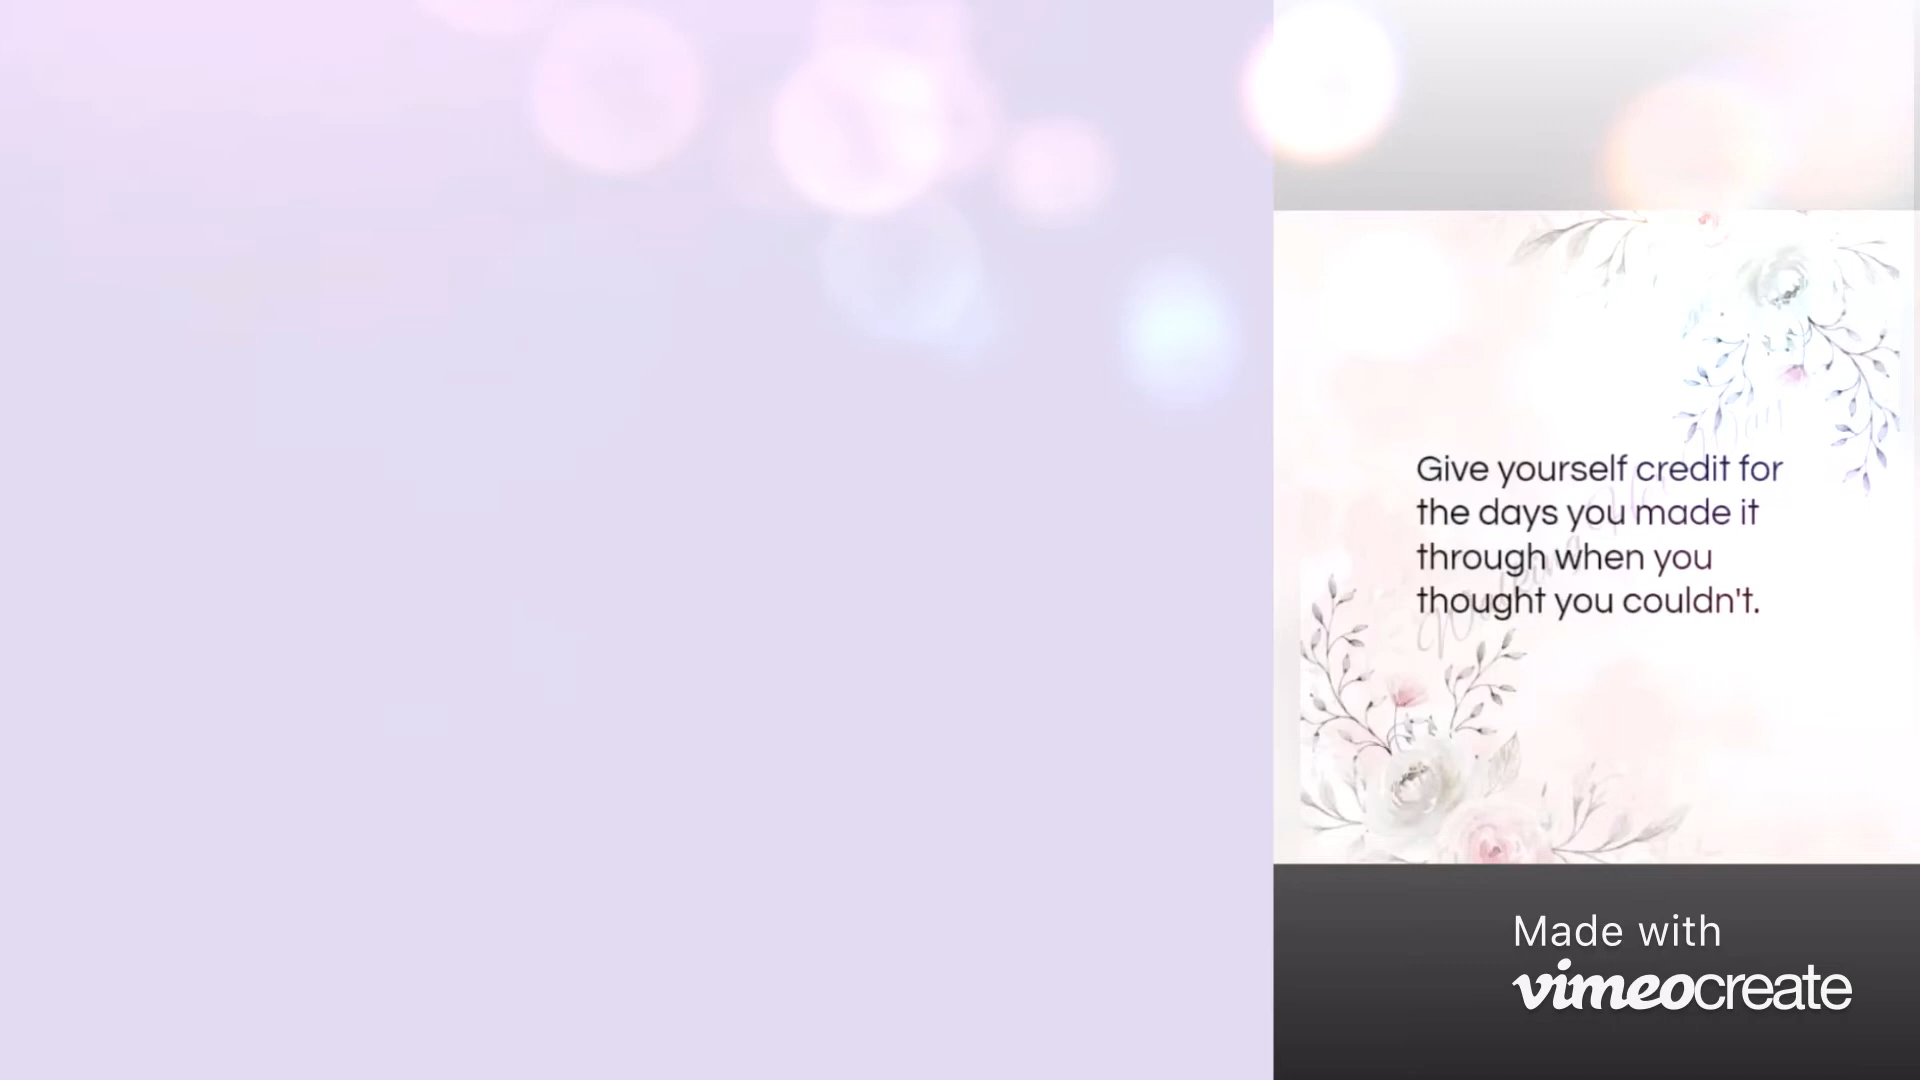 Give yourself credit for
the days you made it
through when you
thought you couldn't.
Made with
vimeocreate